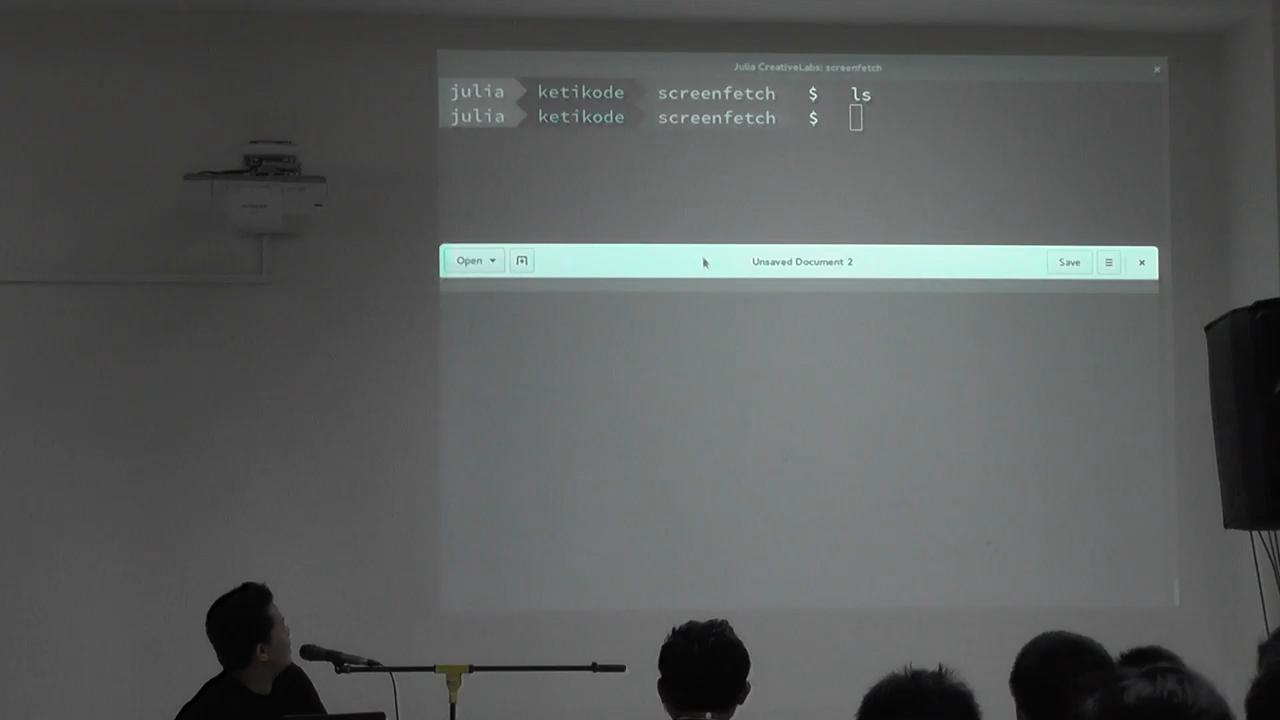 Julia CreativeLabs: screenfetch ×
julia ketikode screenfetch $ ls
julia ketikode screenfetch $
Open Unsaved Document 2 Save ×